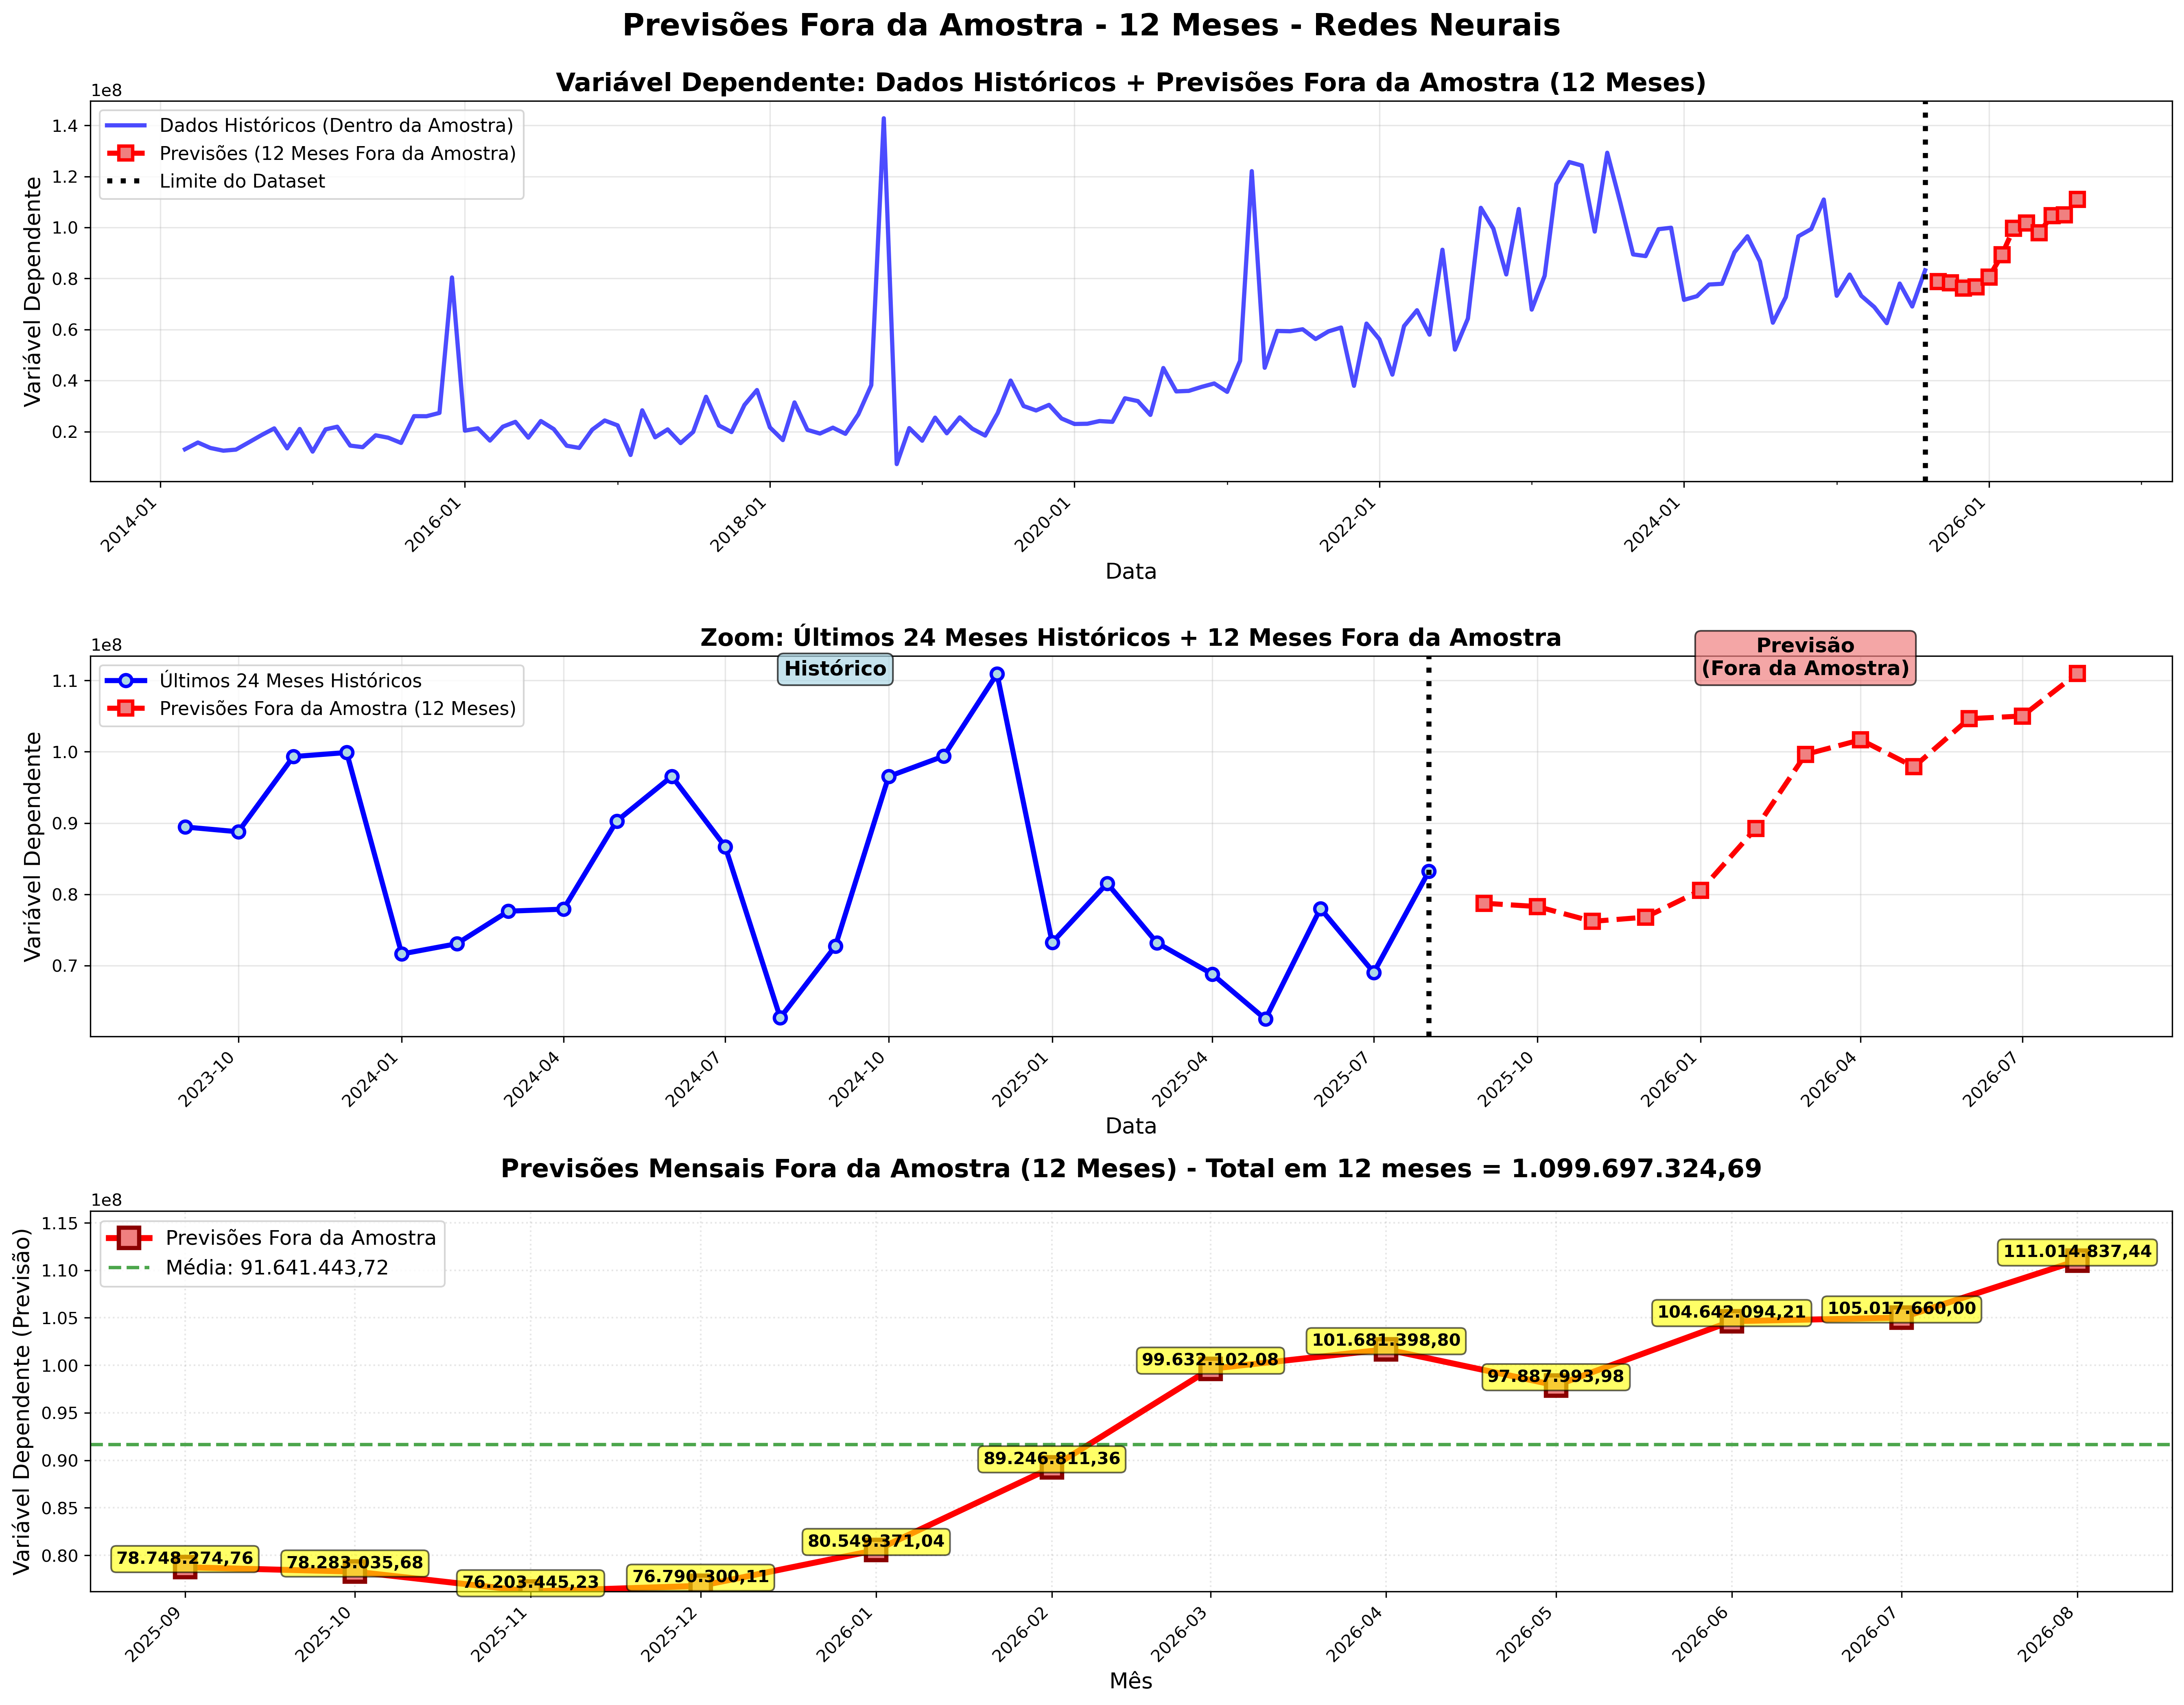 Previsões Fora da Amostra - 12 Meses - Redes Neurais
Variável Dependente: Dados Históricos + Previsões Fora da Amostra (12 Meses)
1e8
Dados Históricos (Dentro da Amostra)
Previsões (12 Meses Fora da Amostra)
Limite do Dataset
Variável Dependente
1.4
1.2
1.0
0.8
0.6
0.4
0.2
2014-01
2016-01
2018-01
2020-01
2022-01
2024-01
2026-01
Data
Zoom: Últimos 24 Meses Históricos + 12 Meses Fora da Amostra
1e8
Últimos 24 Meses Históricos
Previsões Fora da Amostra (12 Meses)
Histórico
Previsão
(Fora da Amostra)
Variável Dependente
1.1
1.0
0.9
0.8
0.7
2023-10
2024-01
2024-04
2024-07
2024-10
2025-01
2025-04
2025-07
2025-10
2026-01
2026-04
2026-07
Data
Previsões Mensais Fora da Amostra (12 Meses) - Total em 12 meses = 1.099.697.324,69
1e8
Previsões Fora da Amostra
Média: 91.641.443,72
Variável Dependente (Previsão)
1.15
1.10
1.05
1.00
0.95
0.90
0.85
0.80
78.748.274,76
78.283.035,68
76.203.445,23
76.790.300,11
80.549.371,04
89.246.811,36
99.632.102,08
101.681.398,80
97.887.993,98
104.642.094,21
105.017.660,00
111.014.837,44
2025-09
2025-10
2025-11
2025-12
2026-01
2026-02
2026-03
2026-04
2026-05
2026-06
2026-07
2026-08
Mês